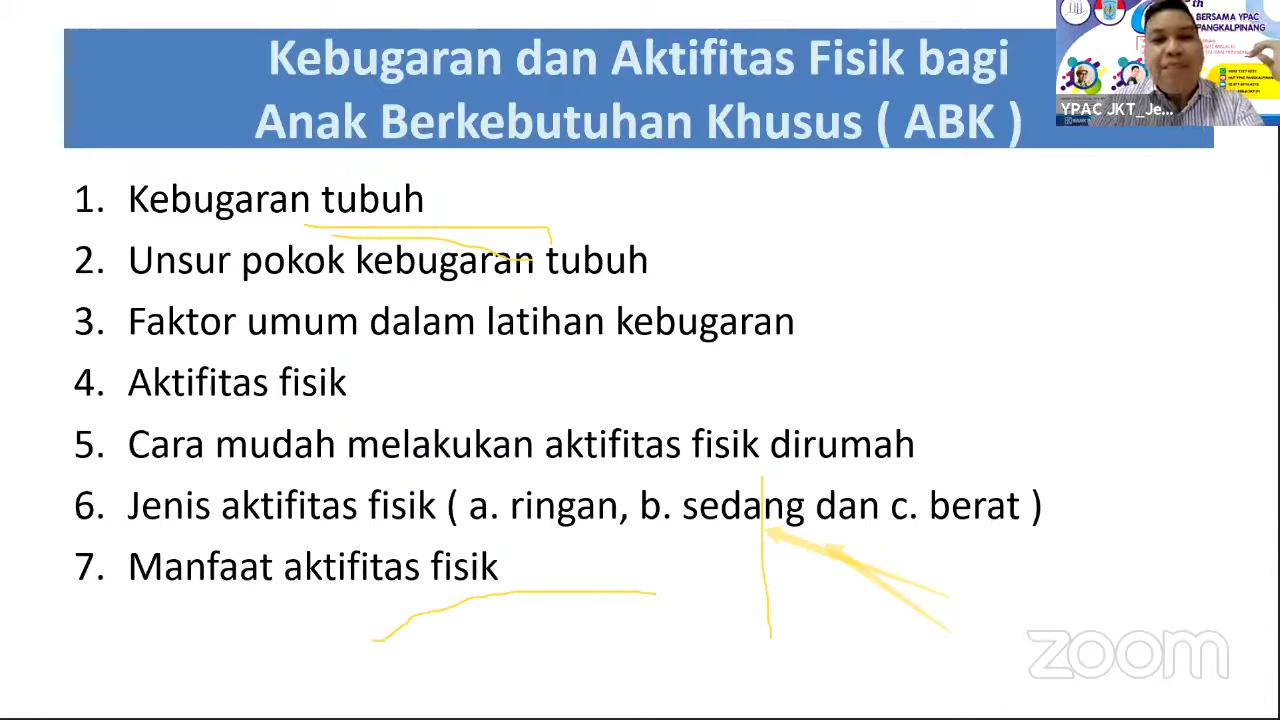 Kebugaran dan Aktifitas Fisik bagi
Anak Berkebutuhan Khusus ( ABK )
BERSAMA YPAC
PANGKALPINANG
YPAC JKT_Je...
1. Kebugaran tubuh
2. Unsur pokok kebugaran tubuh
3. Faktor umum dalam latihan kebugaran
4. Aktifitas fisik
5. Cara mudah melakukan aktifitas fisik dirumah
6. Jenis aktifitas fisik ( a. ringan, b. sedang dan c. berat )
7. Manfaat aktifitas fisik
zoom